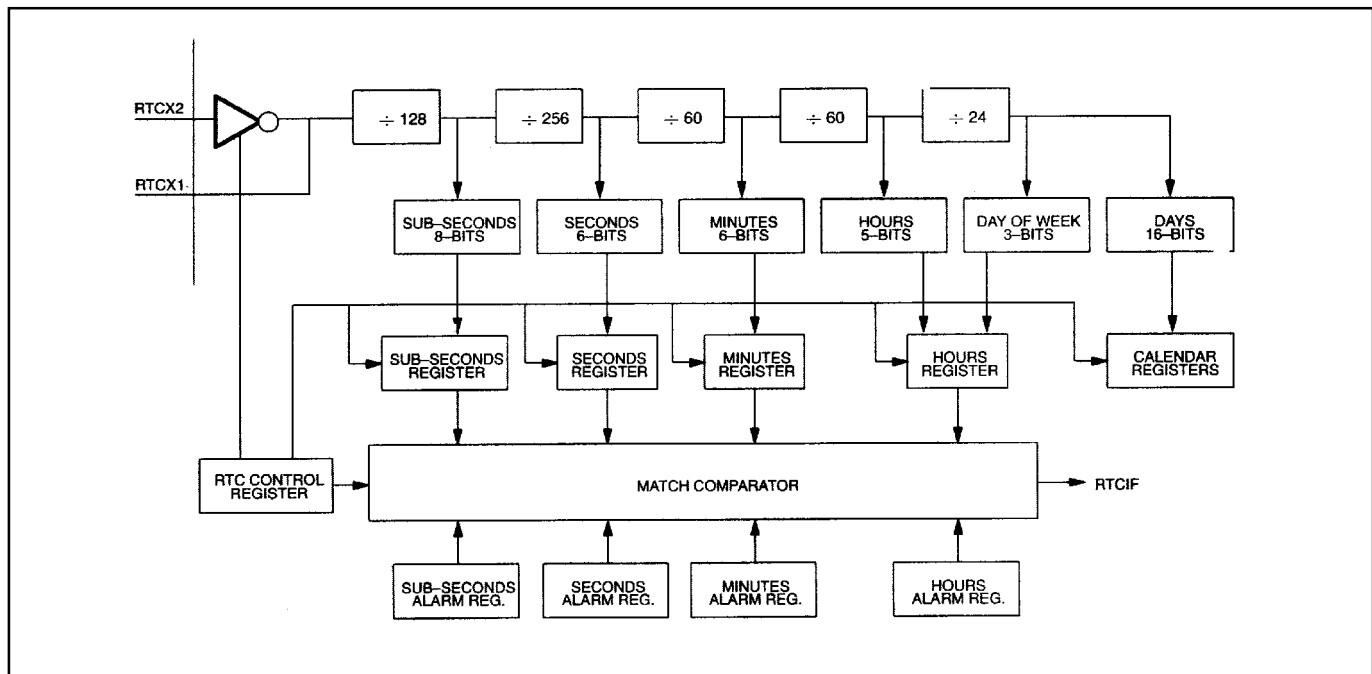 RTCX2
÷ 128
÷ 256
÷ 60
÷ 60
÷ 24
RTCX1
SUB–SECONDS
8–BITS
SECONDS
6–BITS
MINUTES
6–BITS
HOURS
5–BITS
DAY OF WEEK
3–BITS
DAYS
16–BITS
SUB–SECONDS
REGISTER
SECONDS
REGISTER
MINUTES
REGISTER
HOURS
REGISTER
CALENDAR
REGISTERS
RTC CONTROL
REGISTER
MATCH COMPARATOR
RTCIF
SUB–SECONDS
ALARM REG.
SECONDS
ALARM REG.
MINUTES
ALARM REG.
HOURS
ALARM REG.